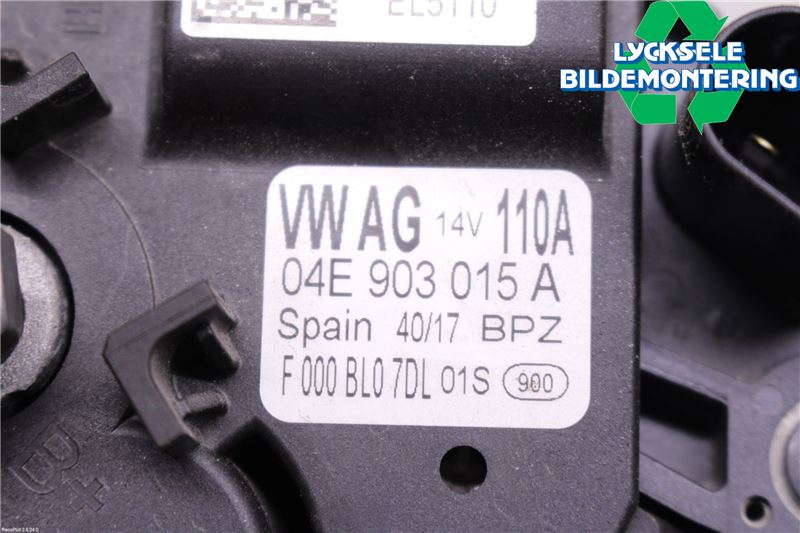 EL5110
LYCKSELE
BILDEMONTERING
VW AG 14V 110A
04E 903 015 A
Spain 40/17 BPZ
F 000 BL0 7DL 01S 900
B+